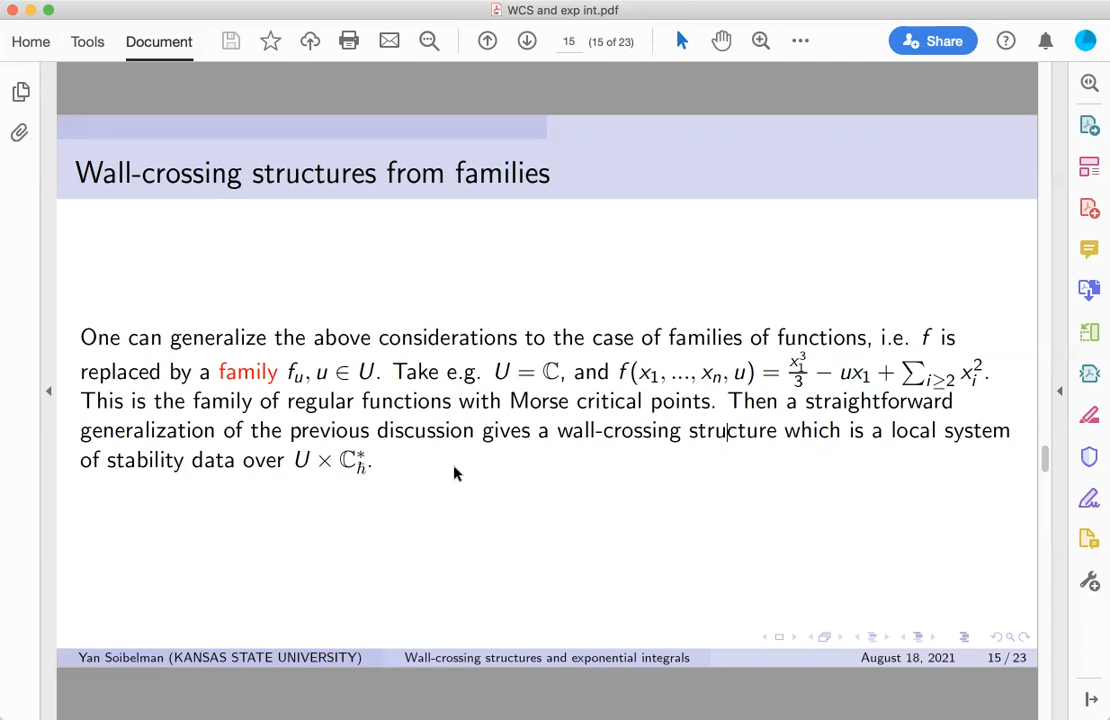 WCS and exp int.pdf
Home Tools Document 15 (15 of 23) Share
Wall-crossing structures from families
One can generalize the above considerations to the case of families of functions, i.e. f is
replaced by a family f_u, u ∈ U. Take e.g. U = ℂ, and f(x_1, ..., x_n, u) = x_1^3/3 − ux_1 + ∑_{i≥2} x_i^2.
This is the family of regular functions with Morse critical points. Then a straightforward
generalization of the previous discussion gives a wall-crossing structure which is a local system
of stability data over U × ℂ*_ħ.
Yan Soibelman (KANSAS STATE UNIVERSITY) Wall-crossing structures and exponential integrals August 18, 2021 15 / 23